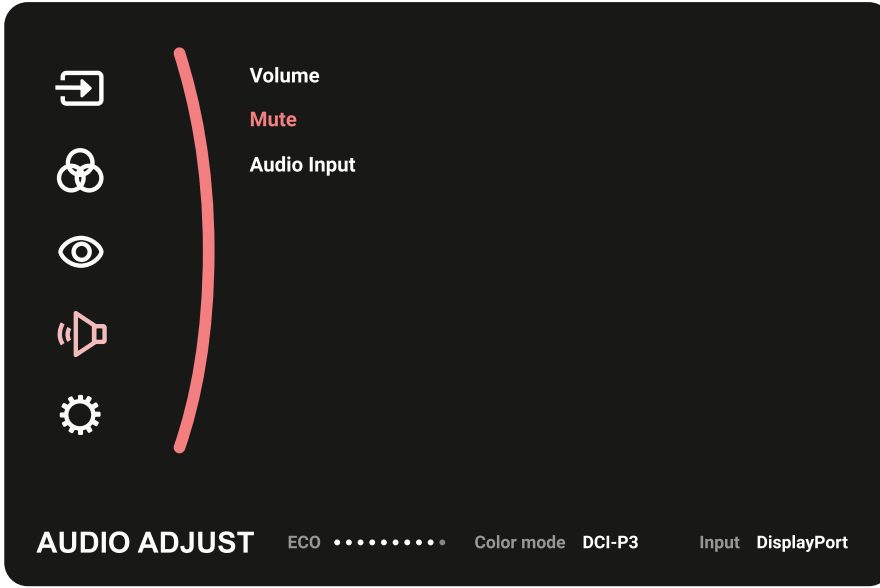 Volume
Mute
Audio Input
AUDIO ADJUST ECO Color mode DCI-P3 Input DisplayPort